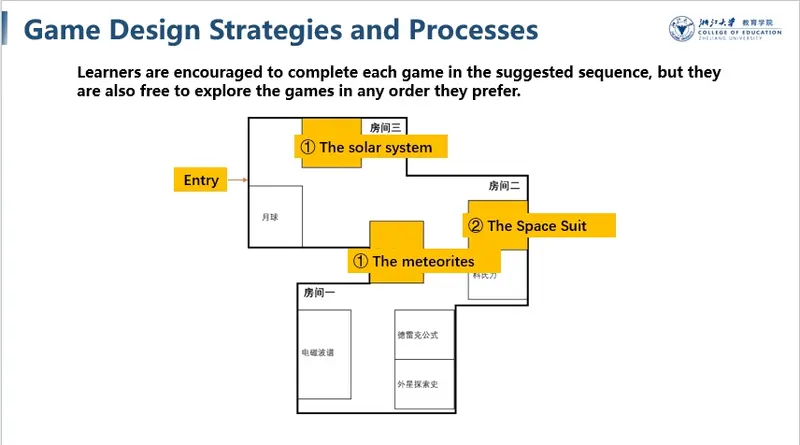 Game Design Strategies and Processes
浙江大学 教育学院
COLLEGE OF EDUCATION
ZHEJIANG UNIVERSITY
Learners are encouraged to complete each game in the suggested sequence, but they
are also free to explore the games in any order they prefer.
房间三
① The solar system
Entry
房间二
月球
② The Space Suit
① The meteorites
科氏力
房间一
德雷克公式
电磁波谱
外星探索史